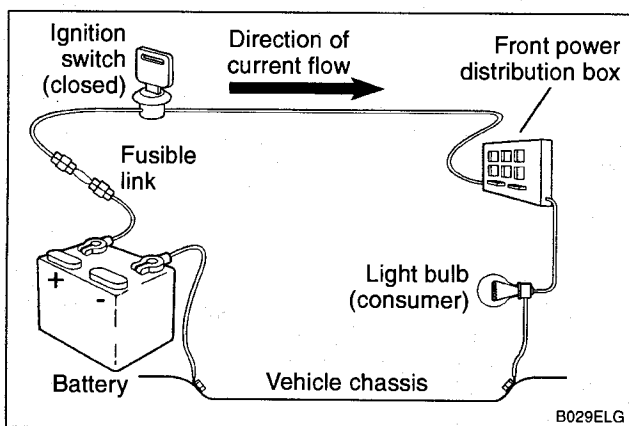 Ignition
switch
(closed)
Direction of
current flow
Front power
distribution box
Fusible
link
+
-
Light bulb
(consumer)
Battery
Vehicle chassis
B029ELG